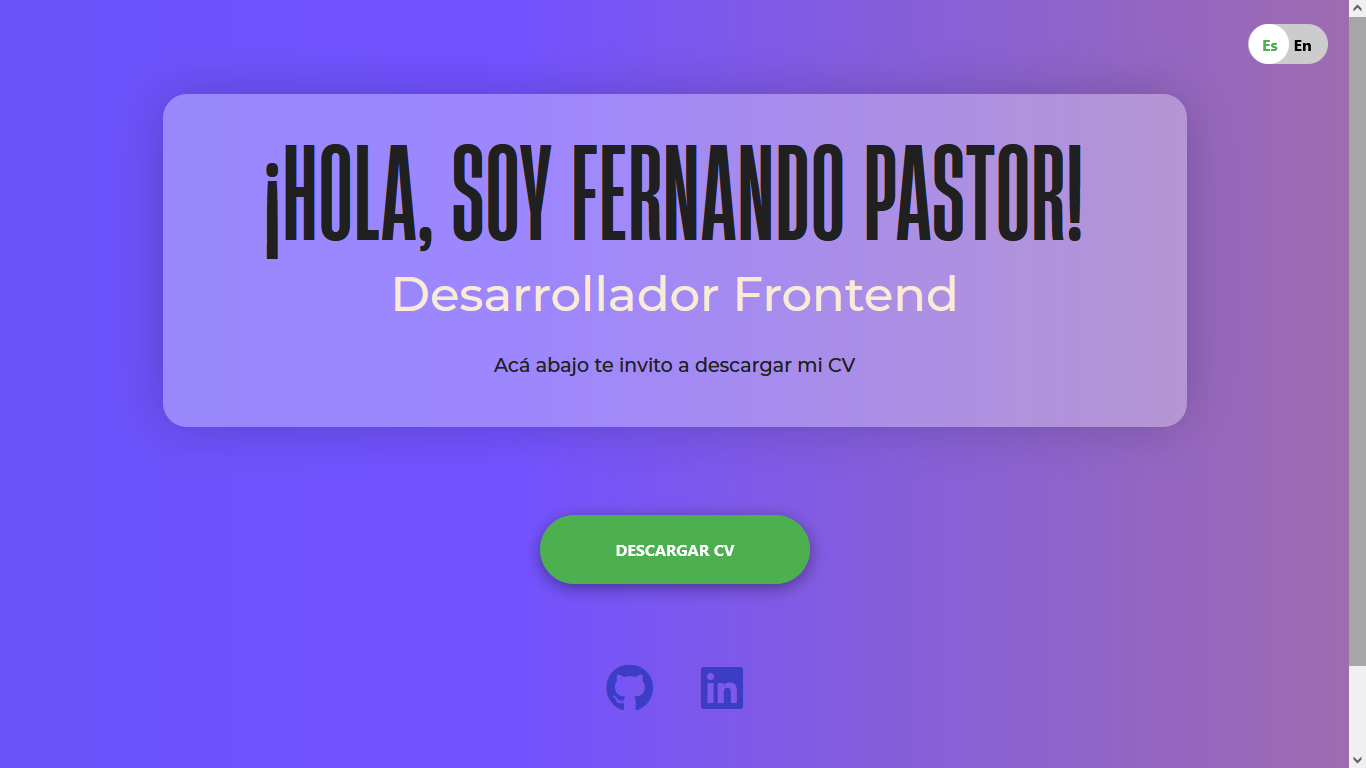 Es En
¡HOLA, SOY FERNANDO PASTOR!
Desarrollador Frontend
Acá abajo te invito a descargar mi CV
DESCARGAR CV
in